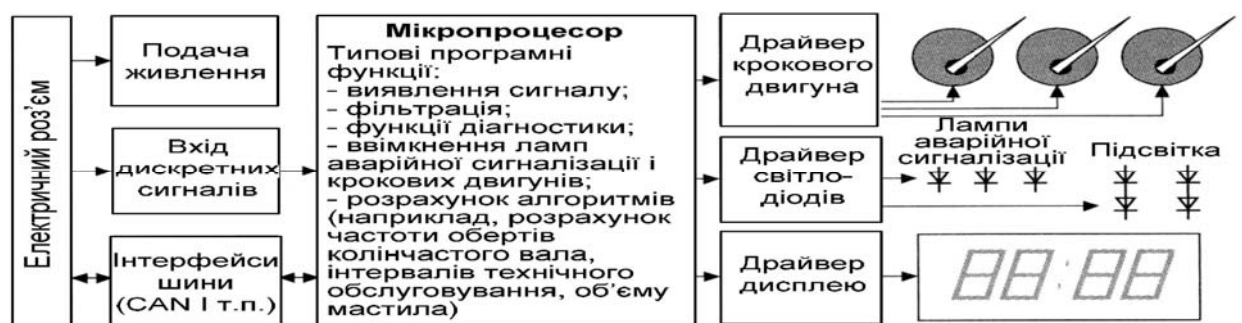 Електричний роз'єм
Подача
живлення
Вхід
дискретних
сигналів
Інтерфейси
шини
(CAN І т.п.)
Мікропроцесор
Типові програмні
функції:
- виявлення сигналу;
- фільтрація;
- функції діагностики;
- ввімкнення ламп
аварійної сигналізації і
крокових двигунів;
- розрахунок алгоритмів
(наприклад, розрахунок
частоти обертів
колінчастого вала,
інтервалів технічного
обслуговування, об'єму
мастила)
Драйвер
крокового
двигуна
Драйвер
світло-
діодів
Драйвер
дисплею
Лампи
аварійної
сигналізації
Підсвітка
88:88